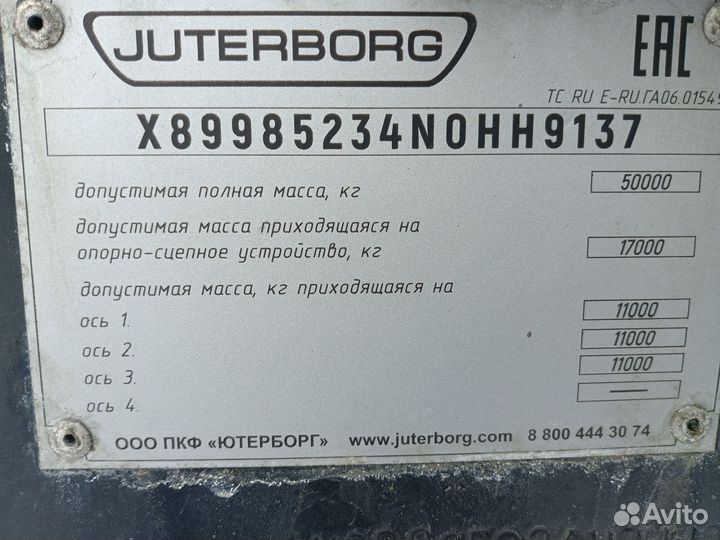 JUTERBORG
EAC
TC RU E-RU.ГА06.0154
X89985234N0HH9137
допустимая полная масса, кг 50000
допустимая масса приходящаяся на
опорно-сцепное устройство, кг 17000
допустимая масса, кг приходящаяся на
ось 1. 11000
ось 2. 11000
ось 3. 11000
ось 4. —
ООО ПКФ «ЮТЕРБОРГ» www.juterborg.com 8 800 444 30 74
Avito